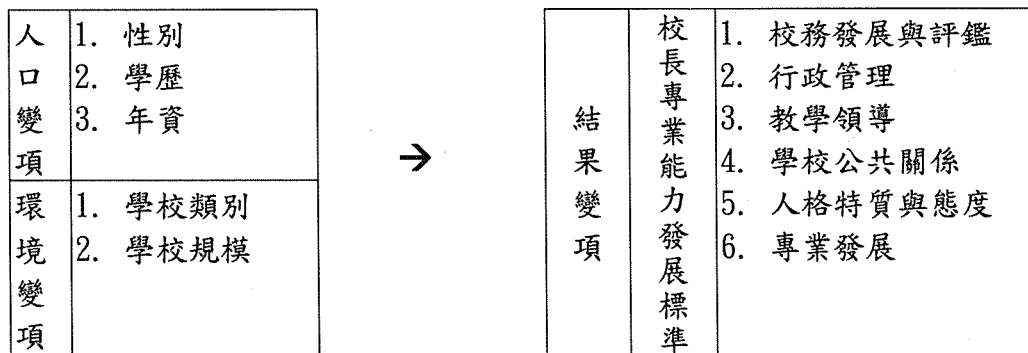 人口變項
1. 性別
2. 學歷
3. 年資
環境變項
1. 學校類別
2. 學校規模
→
結果變項
校長專業能力發展標準
1. 校務發展與評鑑
2. 行政管理
3. 教學領導
4. 學校公共關係
5. 人格特質與態度
6. 專業發展